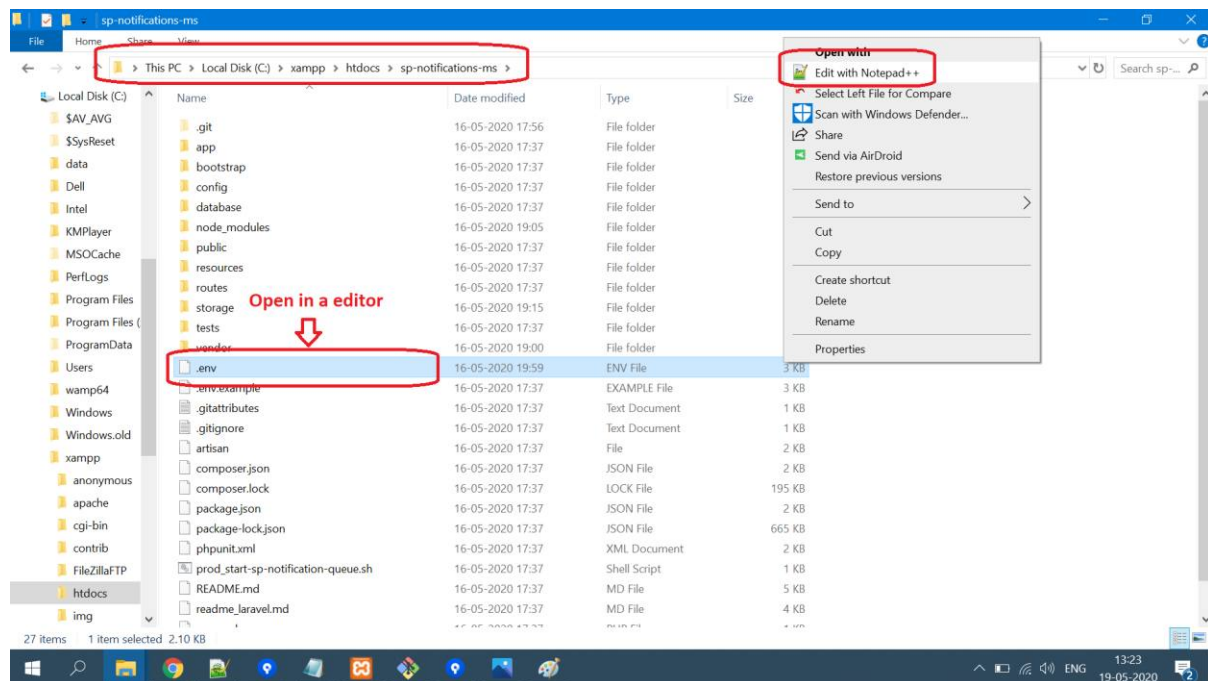 sp-notifications-ms
File Home Share View
This PC > Local Disk (C:) > xampp > htdocs > sp-notifications-ms >
Search sp-...
Open with
Edit with Notepad++
Select Left File for Compare
Scan with Windows Defender...
Share
Send via AirDroid
Restore previous versions
Send to
Cut
Copy
Create shortcut
Delete
Rename
Properties
Local Disk (C:)
$AV_AVG
$SysReset
data
Dell
Intel
KMPlayer
MSOCache
PerfLogs
Program Files
Program Files (
ProgramData
Users
wamp64
Windows
Windows.old
xampp
anonymous
apache
cgi-bin
contrib
FileZillaFTP
htdocs
img
Name Date modified Type Size
.git 16-05-2020 17:56 File folder
app 16-05-2020 17:37 File folder
bootstrap 16-05-2020 17:37 File folder
config 16-05-2020 17:37 File folder
database 16-05-2020 17:37 File folder
node_modules 16-05-2020 19:05 File folder
public 16-05-2020 17:37 File folder
resources 16-05-2020 17:37 File folder
routes 16-05-2020 17:37 File folder
Open in a editor
storage 16-05-2020 19:15 File folder
tests 16-05-2020 17:37 File folder
vendor 16-05-2020 19:00 File folder
.env 16-05-2020 19:59 ENV File 3 KB
.env.example 16-05-2020 17:37 EXAMPLE File 3 KB
.gitattributes 16-05-2020 17:37 Text Document 1 KB
.gitignore 16-05-2020 17:37 Text Document 1 KB
artisan 16-05-2020 17:37 File 2 KB
composer.json 16-05-2020 17:37 JSON File 2 KB
composer.lock 16-05-2020 17:37 LOCK File 195 KB
package.json 16-05-2020 17:37 JSON File 2 KB
package-lock.json 16-05-2020 17:37 JSON File 665 KB
phpunit.xml 16-05-2020 17:37 XML Document 2 KB
prod_start-sp-notification-queue.sh 16-05-2020 17:37 Shell Script 1 KB
README.md 16-05-2020 17:37 MD File 5 KB
readme_laravel.md 16-05-2020 17:37 MD File 4 KB
27 items 1 item selected 2.10 KB
ENG 13:23
19-05-2020
2